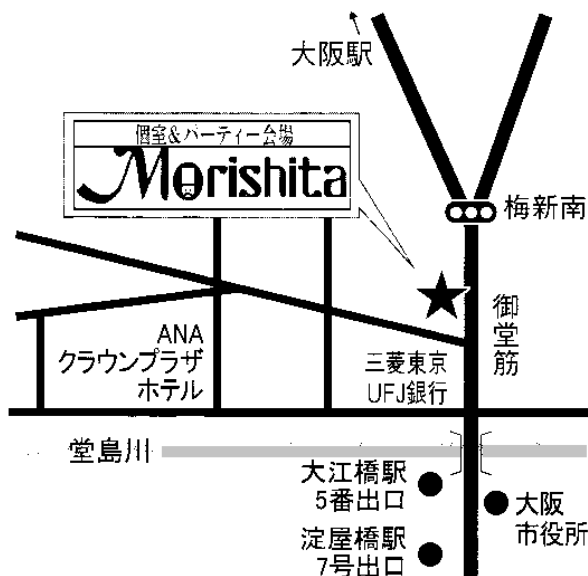 大阪駅
個室&パーティー会場
Morishita
梅新南
御堂筋
ANA
クラウンプラザ
ホテル
三菱東京
UFJ銀行
堂島川
大江橋駅
5番出口
大阪
市役所
淀屋橋駅
7号出口